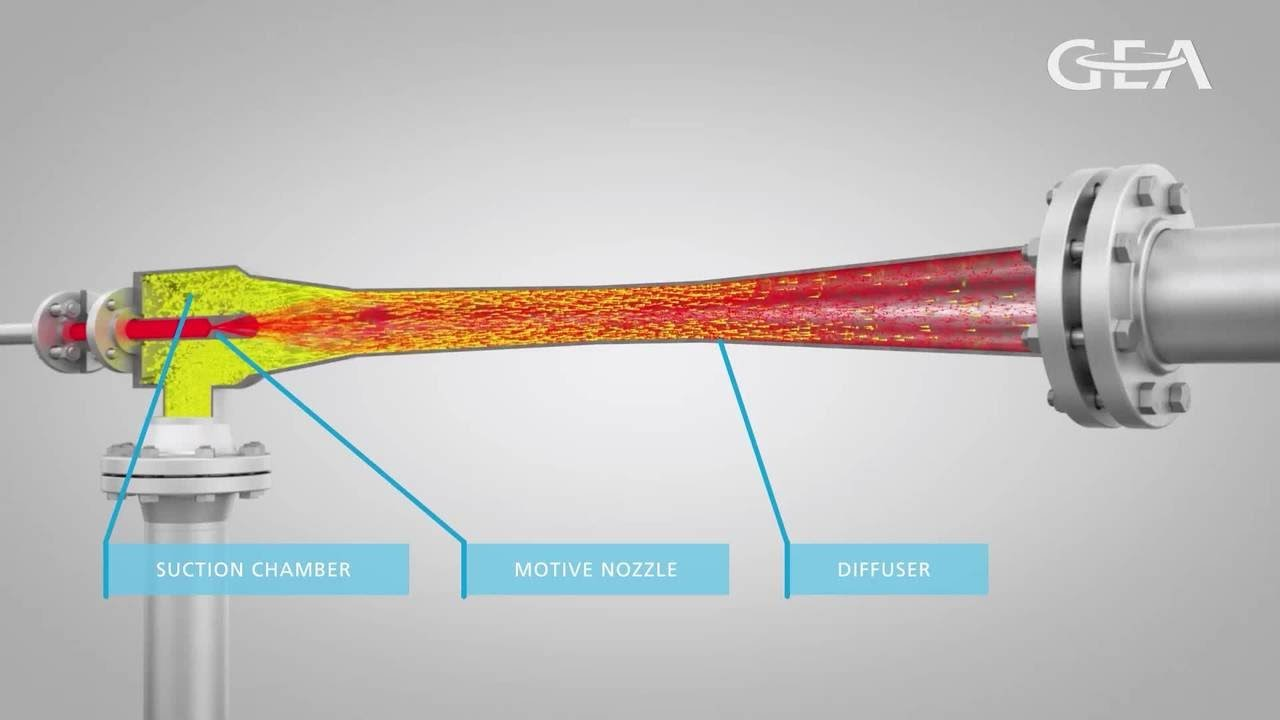 GEA
SUCTION CHAMBER
MOTIVE NOZZLE
DIFFUSER